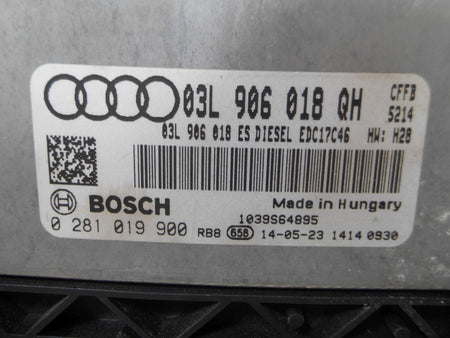 03L 906 018 QH CFFB
5214
03L 906 018 ES DIESEL EDC17C46 HW: H28
BOSCH
Made in Hungary
1039S64895
0 281 019 900 RB8 658 14-05-23 1414 0930